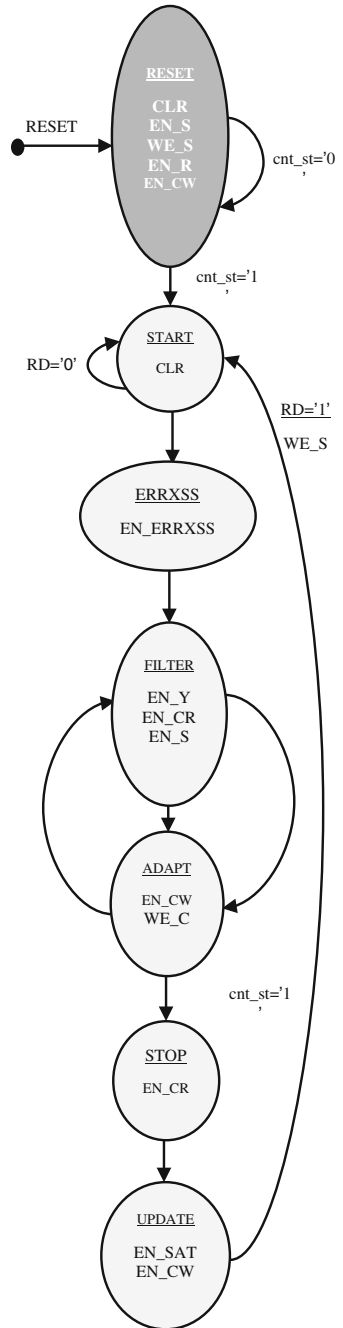 RESET
CLR
EN_S
WE_S
EN_R
EN_CW
RESET
cnt_st='0
'
cnt_st='1
'
START
CLR
RD='0'
RD='1'
WE_S
ERRXSS
EN_ERRXSS
FILTER
EN_Y
EN_CR
EN_S
ADAPT
EN_CW
WE_C
cnt_st='1
'
STOP
EN_CR
UPDATE
EN_SAT
EN_CW